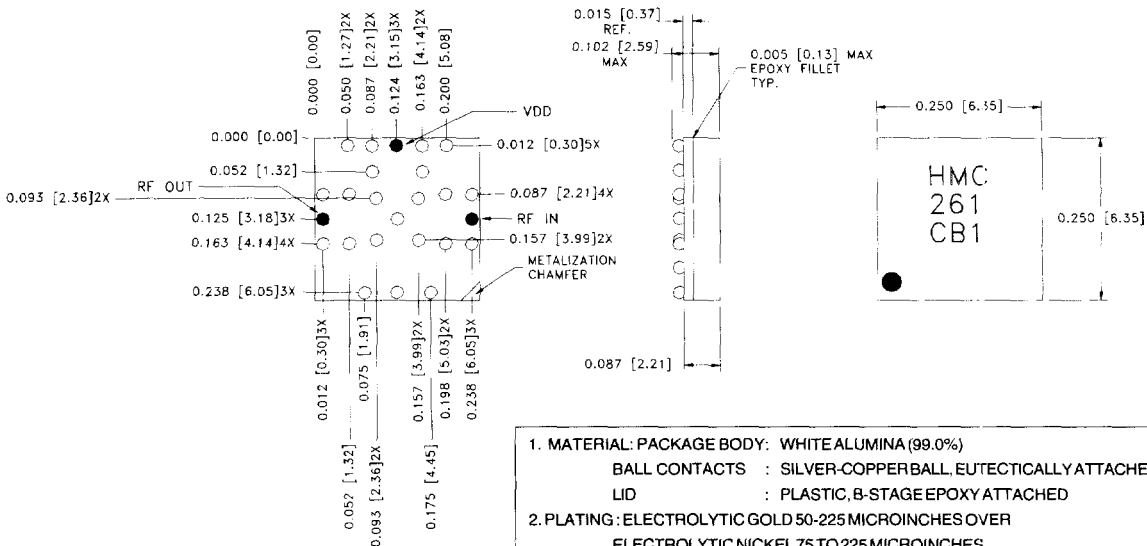 0.000 [0.00]
0.050 [1.27]2X
0.087 [2.21]2X
0.124 [3.15]3X
0.163 [4.14]2X
0.200 [5.08]
VDD
0.000 [0.00]
0.012 [0.30]5X
0.052 [1.32]
0.093 [2.36]2X
RF OUT
0.087 [2.21]4X
0.125 [3.18]3X
RF IN
0.163 [4.14]4X
0.157 [3.99]2X
METALIZATION
CHAMFER
0.238 [6.05]3X
0.012 [0.30]3X
0.052 [1.32]
0.075 [1.91]
0.093 [2.36]2X
0.157 [3.99]2X
0.175 [4.45]
0.198 [5.03]2X
0.238 [6.05]3X
0.015 [0.37]
REF.
0.102 [2.59]
MAX
0.005 [0.13] MAX
EPOXY FILLET
TYP.
0.087 [2.21]
0.250 [6.35]
HMC
261
CB1
0.250 [6.35]
1. MATERIAL: PACKAGE BODY: WHITE ALUMINA (99.0%)
BALL CONTACTS : SILVER-COPPER BALL, EUTECTICALLY ATTACHE
LID : PLASTIC, B-STAGE EPOXY ATTACHED
2. PLATING: ELECTROLYTIC GOLD 50-225 MICROINCHES OVER
ELECTROLYTIC NICKEL 75 TO 225 MICROINCHES